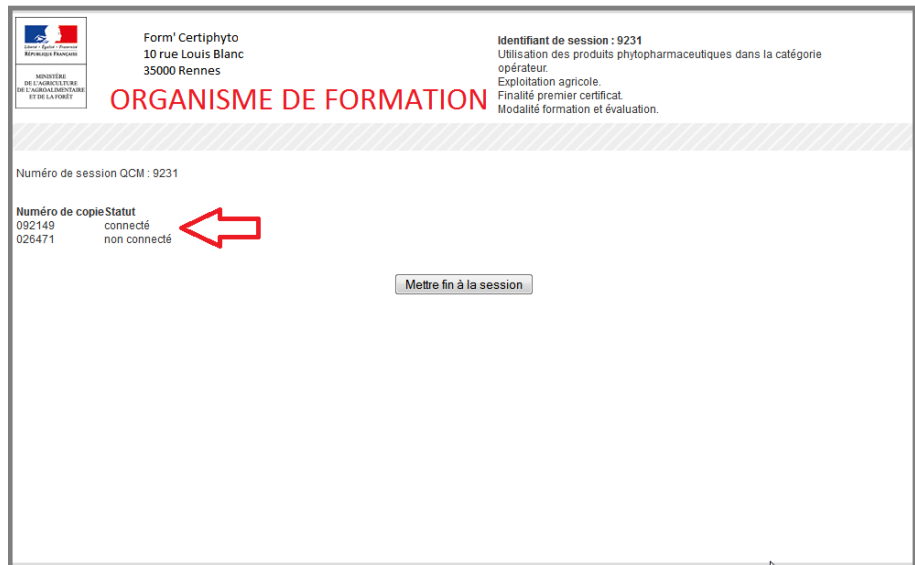 Liberté • Égalité • Fraternité
RÉPUBLIQUE FRANÇAISE
MINISTÈRE
DE L'AGRICULTURE
DE L'AGROALIMENTAIRE
ET DE LA FORÊT
Form' Certiphyto
10 rue Louis Blanc
35000 Rennes
ORGANISME DE FORMATION
Identifiant de session : 9231
Utilisation des produits phytopharmaceutiques dans la catégorie
opérateur.
Exploitation agricole.
Finalité premier certificat.
Modalité formation et évaluation.
Numéro de session QCM : 9231
Numéro de copie Statut
092149 connecté
026471 non connecté
Mettre fin à la session